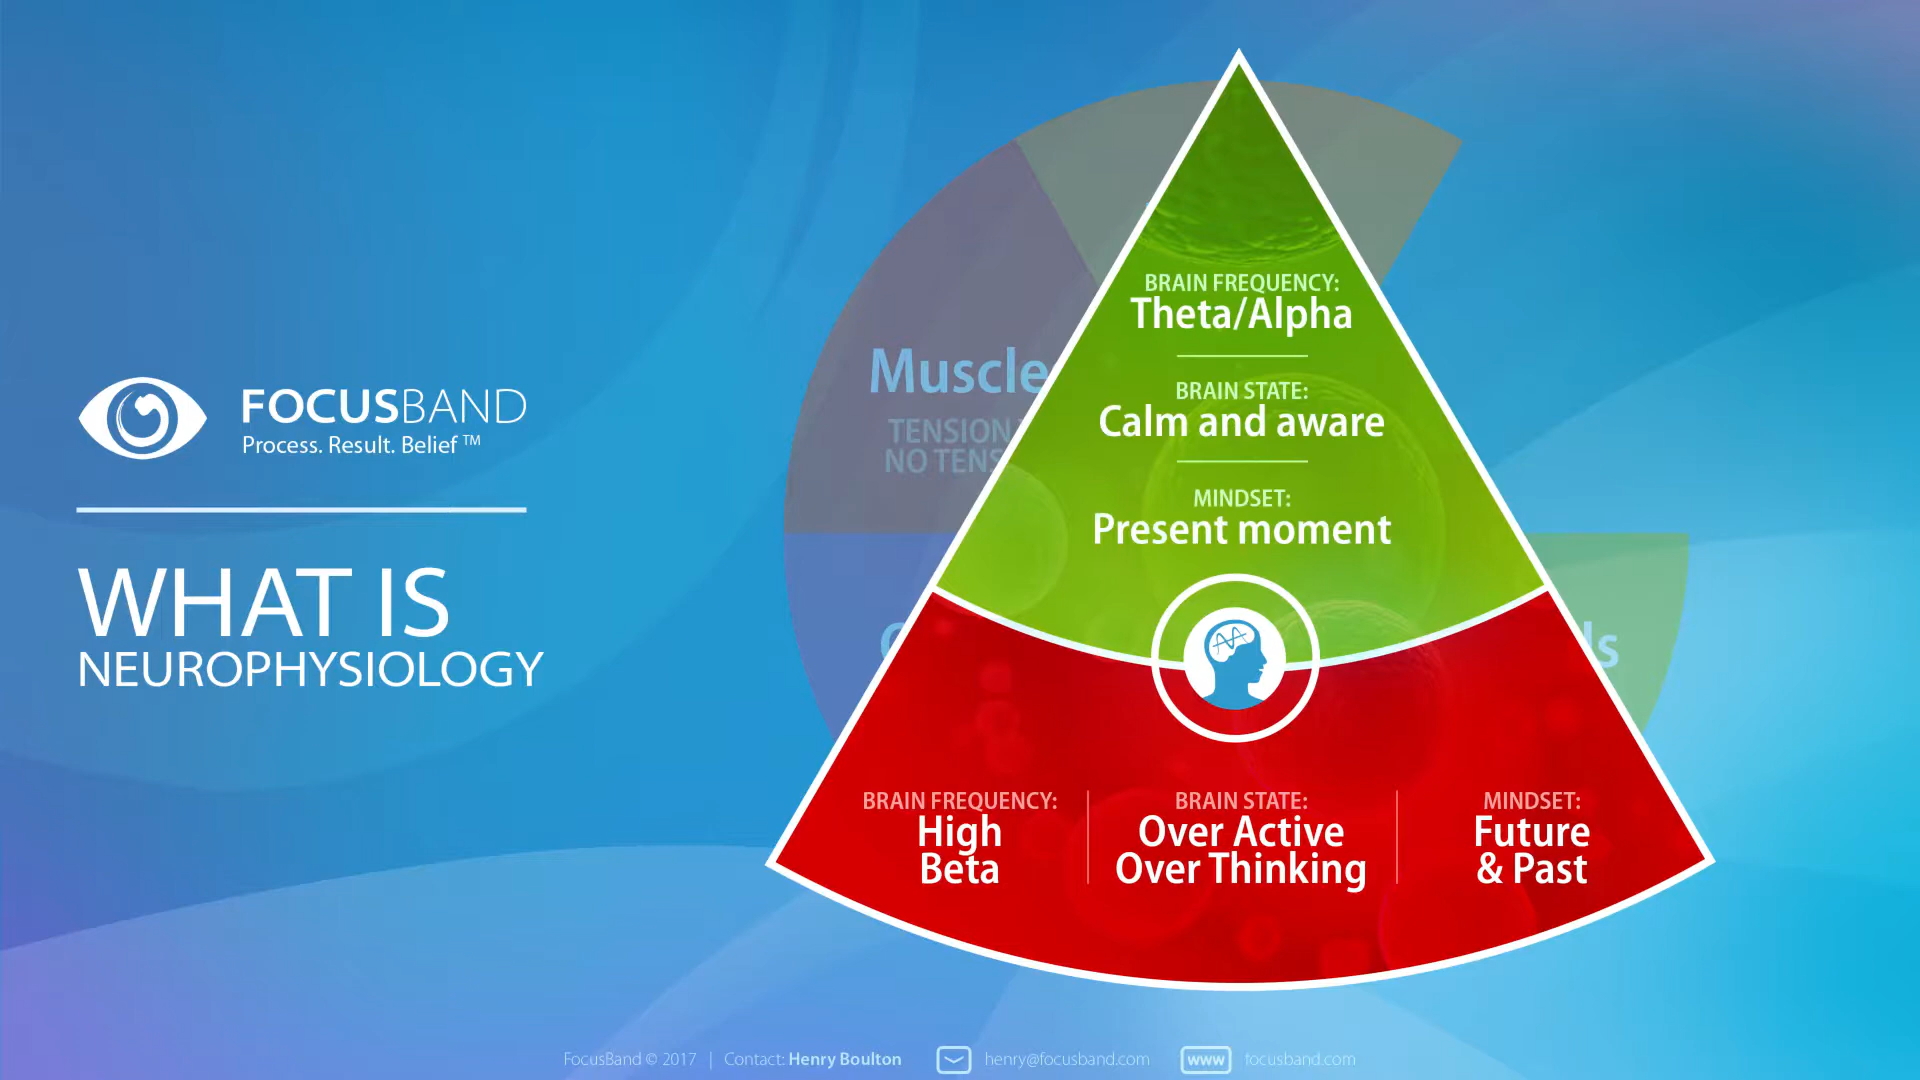 FOCUSBAND
Process. Result. Belief ™
WHAT IS
NEUROPHYSIOLOGY
BRAIN FREQUENCY:
Theta/Alpha
BRAIN STATE:
Calm and aware
MINDSET:
Present moment
Muscle
TENSION
NO TENS
BRAIN FREQUENCY:
High
Beta
BRAIN STATE:
Over Active
Over Thinking
MINDSET:
Future
& Past
FocusBand © 2017 | Contact: Henry Boulton
henry@focusband.com
www
focusband.com